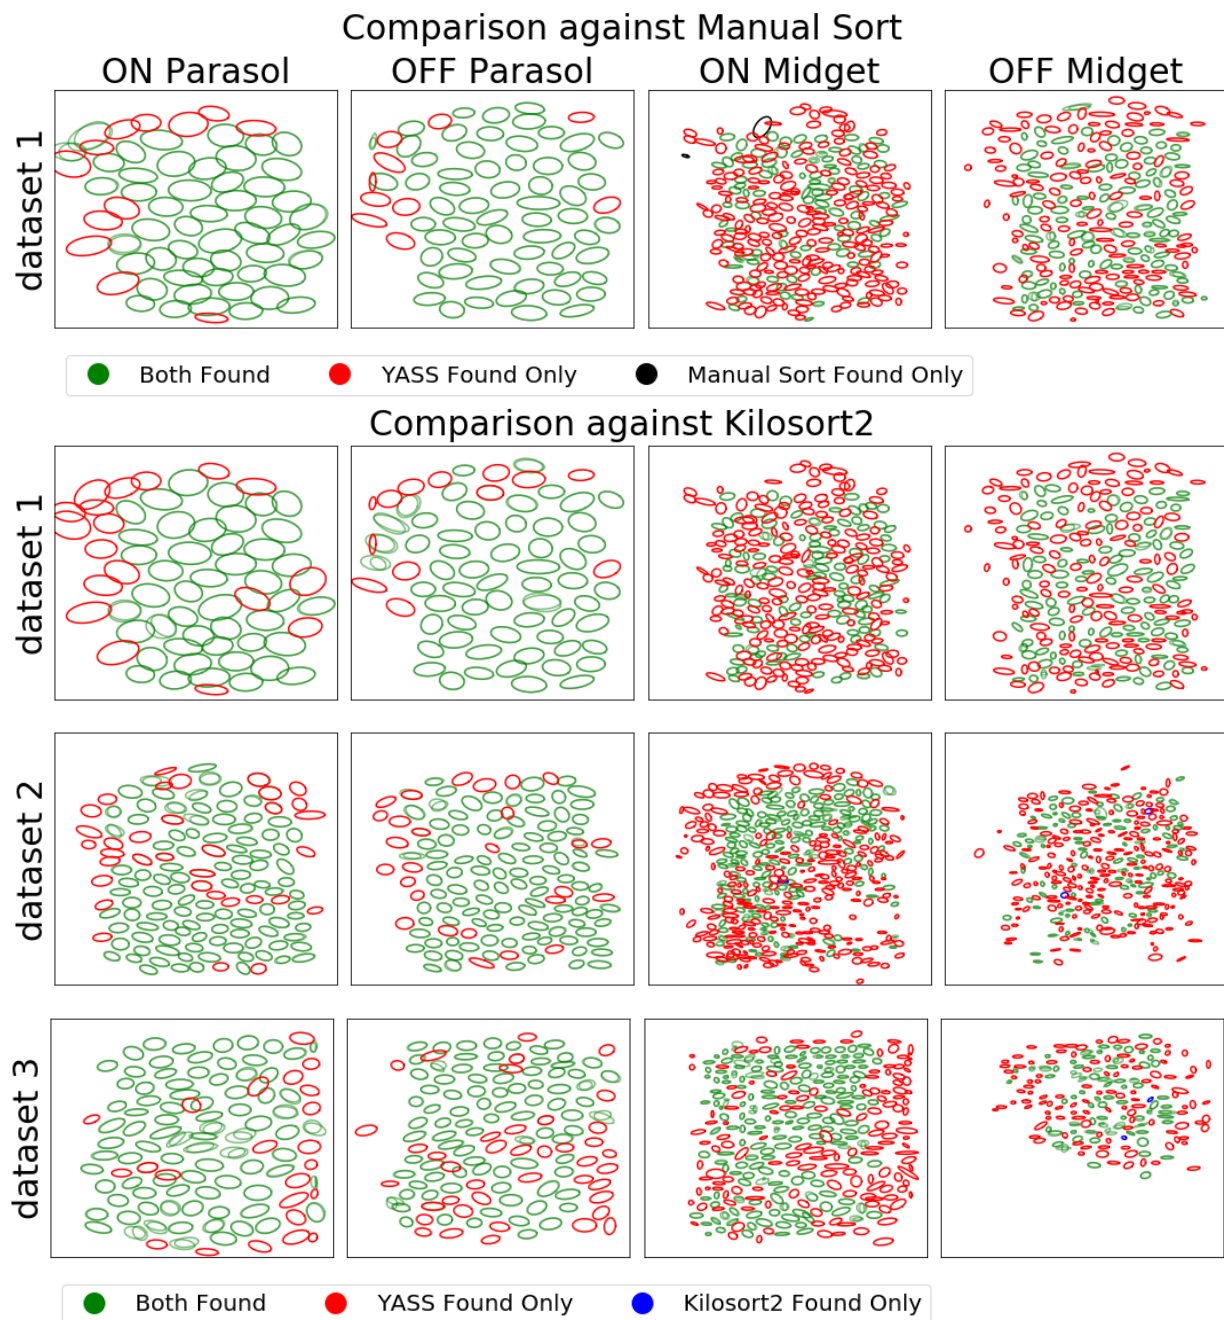 Comparison against Manual Sort
ON Parasol OFF Parasol ON Midget OFF Midget
dataset 1
Both Found YASS Found Only Manual Sort Found Only
Comparison against Kilosort2
dataset 1
dataset 2
dataset 3
Both Found YASS Found Only Kilosort2 Found Only